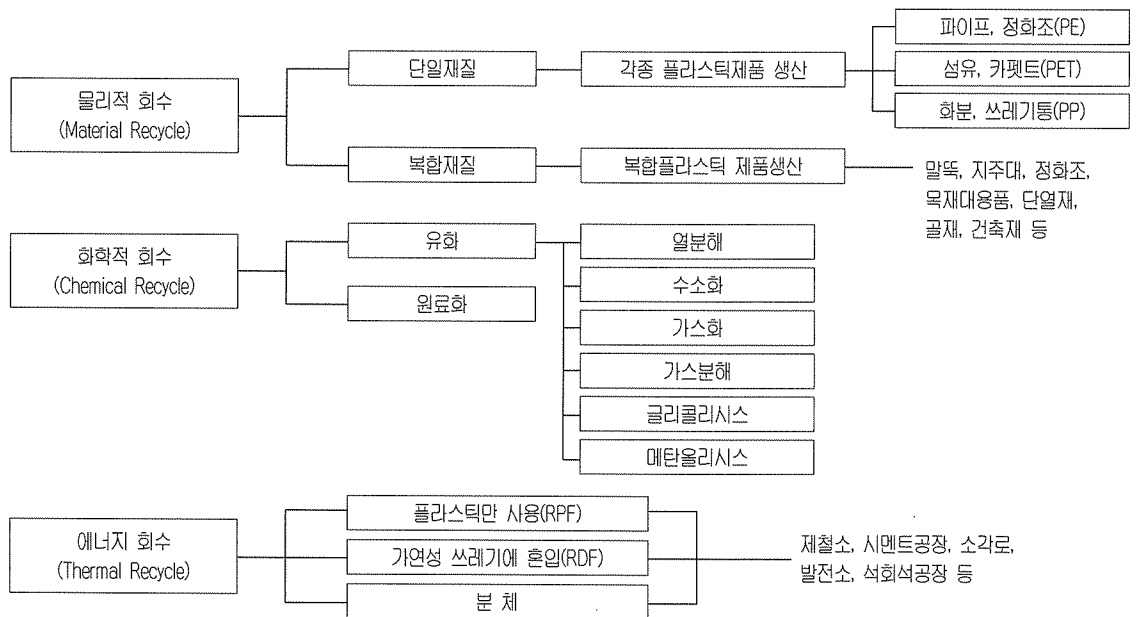 물리적 회수
(Material Recycle)
단일재질
각종 플라스틱제품 생산
파이프, 정화조(PE)
섬유, 카펫트(PET)
화분, 쓰레기통(PP)
복합재질
복합플라스틱 제품생산
말뚝, 지주대, 정화조,
목재대용품, 단열재,
골재, 건축재 등
화학적 회수
(Chemical Recycle)
유화
원료화
열분해
수소화
가스화
가스분해
글리콜리시스
메탄올리시스
에너지 회수
(Thermal Recycle)
플라스틱만 사용(RPF)
가연성 쓰레기에 혼입(RDF)
분 체
제철소, 시멘트공장, 소각로,
발전소, 석회석공장 등